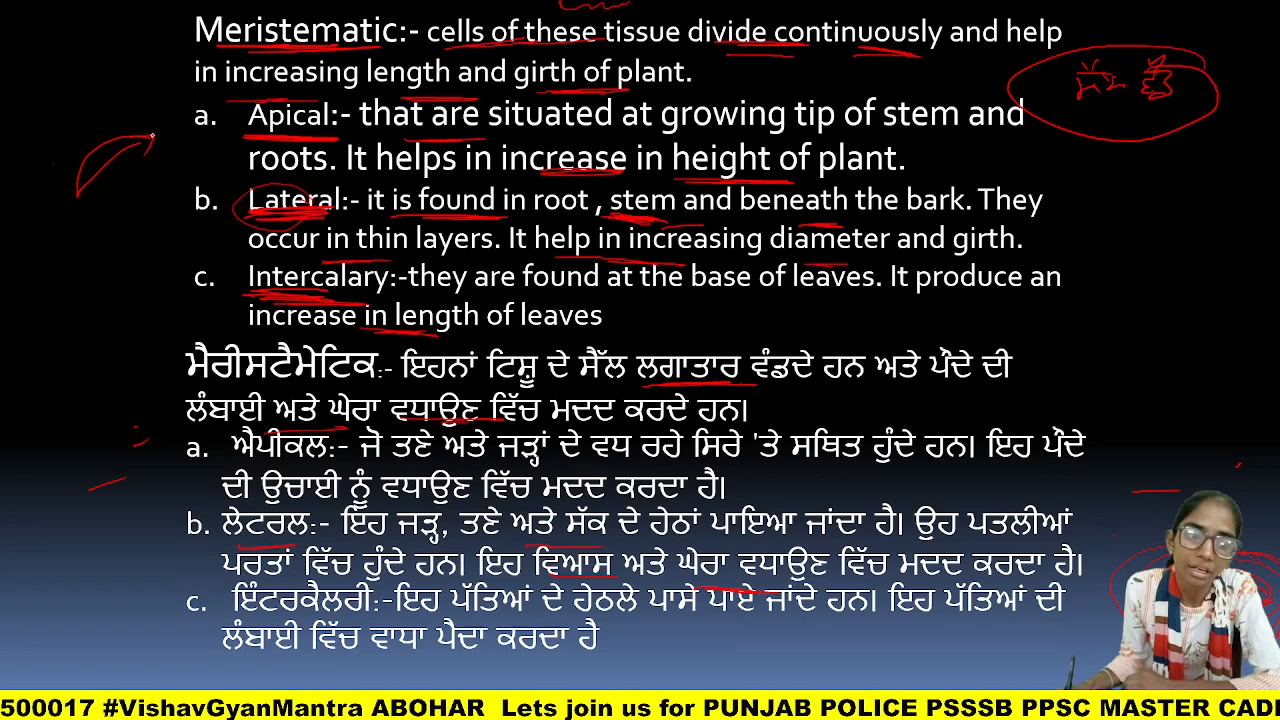 Meristematic:- cells of these tissue divide continuously and help
in increasing length and girth of plant.
a. Apical:- that are situated at growing tip of stem and
roots. It helps in increase in height of plant.
b. Lateral:- it is found in root , stem and beneath the bark. They
occur in thin layers. It help in increasing diameter and girth.
c. Intercalary:-they are found at the base of leaves. It produce an
increase in length of leaves
ਮੈਰੀਸਟੈਮੇਟਿਕ:- ਇਹਨਾਂ ਟਿਸ਼ੂ ਦੇ ਸੈੱਲ ਲਗਾਤਾਰ ਵੰਡਦੇ ਹਨ ਅਤੇ ਪੌਦੇ ਦੀ
ਲੰਬਾਈ ਅਤੇ ਘੇਰਾ ਵਧਾਉਣ ਵਿੱਚ ਮਦਦ ਕਰਦੇ ਹਨ।
a. ਐਪੀਕਲ:- ਜੋ ਤਣੇ ਅਤੇ ਜੜ੍ਹਾਂ ਦੇ ਵਧ ਰਹੇ ਸਿਰੇ 'ਤੇ ਸਥਿਤ ਹੁੰਦੇ ਹਨ। ਇਹ ਪੌਦੇ
ਦੀ ਉਚਾਈ ਨੂੰ ਵਧਾਉਣ ਵਿੱਚ ਮਦਦ ਕਰਦਾ ਹੈ।
b. ਲੇਟਰਲ:- ਇਹ ਜੜ੍ਹ, ਤਣੇ ਅਤੇ ਸੱਕ ਦੇ ਹੇਠਾਂ ਪਾਇਆ ਜਾਂਦਾ ਹੈ। ਉਹ ਪਤਲੀਆਂ
ਪਰਤਾਂ ਵਿੱਚ ਹੁੰਦੇ ਹਨ। ਇਹ ਵਿਆਸ ਅਤੇ ਘੇਰਾ ਵਧਾਉਣ ਵਿੱਚ ਮਦਦ ਕਰਦਾ ਹੈ।
c. ਇੰਟਰਕੈਲਰੀ:-ਇਹ ਪੱਤਿਆਂ ਦੇ ਹੇਠਲੇ ਪਾਸੇ ਪਾਏ ਜਾਂਦੇ ਹਨ। ਇਹ ਪੱਤਿਆਂ ਦੀ
ਲੰਬਾਈ ਵਿੱਚ ਵਾਧਾ ਪੈਦਾ ਕਰਦਾ ਹੈ
500017 #VishavGyanMantra ABOHAR Lets join us for PUNJAB POLICE PSSSB PPSC MASTER CAD